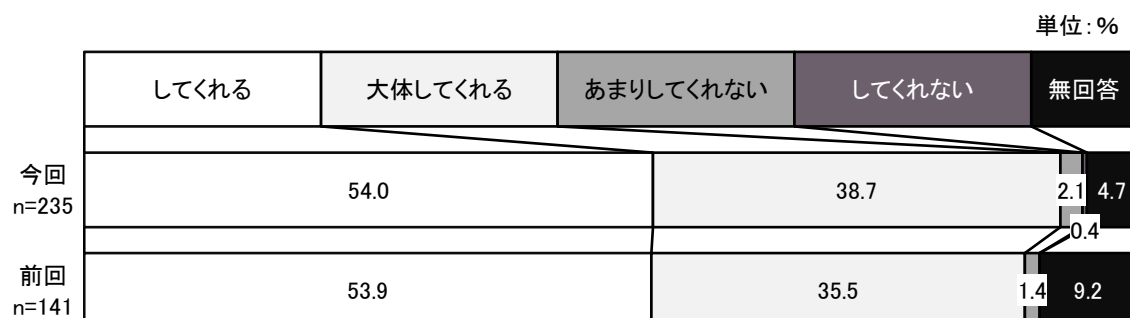 単位:%
してくれる 大体してくれる あまりしてくれない してくれない 無回答
今回
n=235
54.0 38.7 2.1 4.7
0.4
前回
n=141
53.9 35.5 1.4 9.2